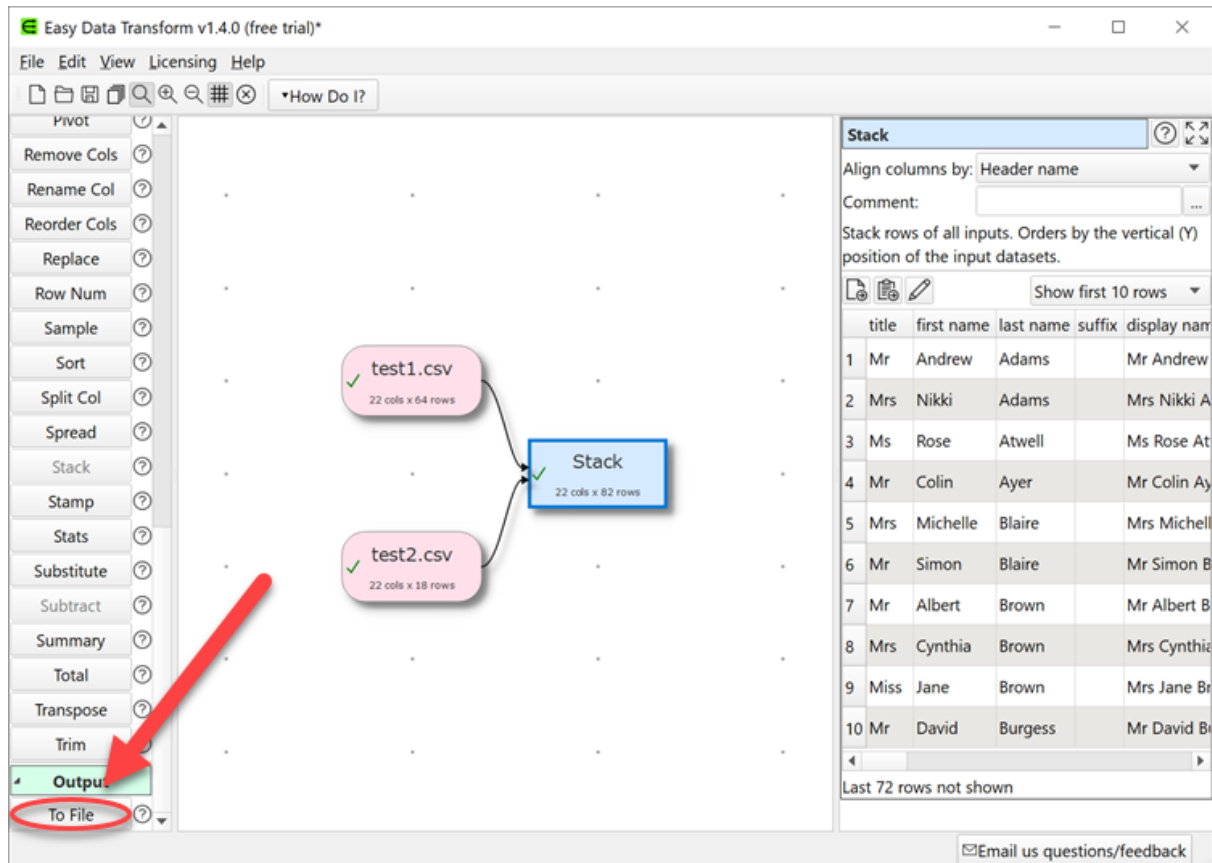 Easy Data Transform v1.4.0 (free trial)*
File Edit View Licensing Help
▾How Do I?
Pivot
Remove Cols
Rename Col
Reorder Cols
Replace
Row Num
Sample
Sort
Split Col
Spread
Stack
Stamp
Stats
Substitute
Subtract
Summary
Total
Transpose
Trim
Output
To File
test1.csv
22 cols x 64 rows
test2.csv
22 cols x 18 rows
Stack
22 cols x 82 rows
Stack
Align columns by: Header name
Comment: ...
Stack rows of all inputs. Orders by the vertical (Y)
position of the input datasets.
Show first 10 rows
title first name last name suffix display nam
1 Mr Andrew Adams Mr Andrew
2 Mrs Nikki Adams Mrs Nikki A
3 Ms Rose Atwell Ms Rose At
4 Mr Colin Ayer Mr Colin Ay
5 Mrs Michelle Blaire Mrs Michell
6 Mr Simon Blaire Mr Simon B
7 Mr Albert Brown Mr Albert B
8 Mrs Cynthia Brown Mrs Cynthia
9 Miss Jane Brown Mrs Jane Br
10 Mr David Burgess Mr David B
Last 72 rows not shown
Email us questions/feedback